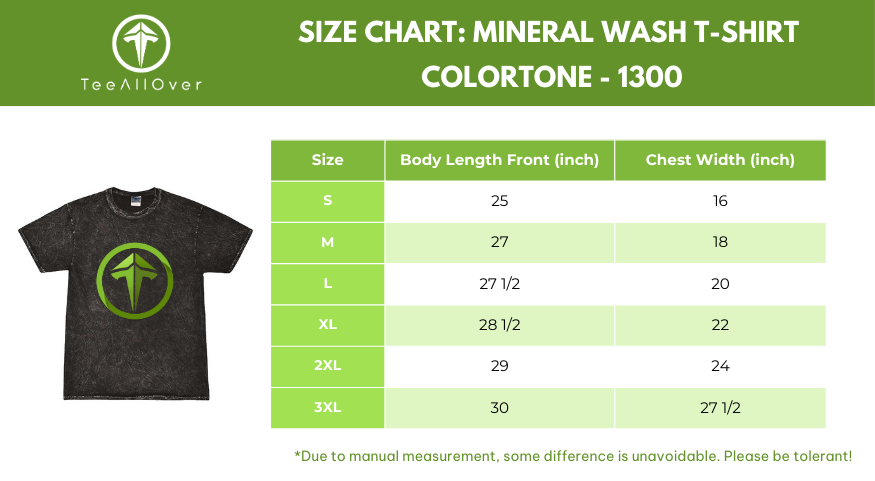 TeeAllOver
SIZE CHART: MINERAL WASH T-SHIRT
COLORTONE - 1300
Size Body Length Front (inch) Chest Width (inch)
S 25 16
M 27 18
L 27 1/2 20
XL 28 1/2 22
2XL 29 24
3XL 30 27 1/2
*Due to manual measurement, some difference is unavoidable. Please be tolerant!